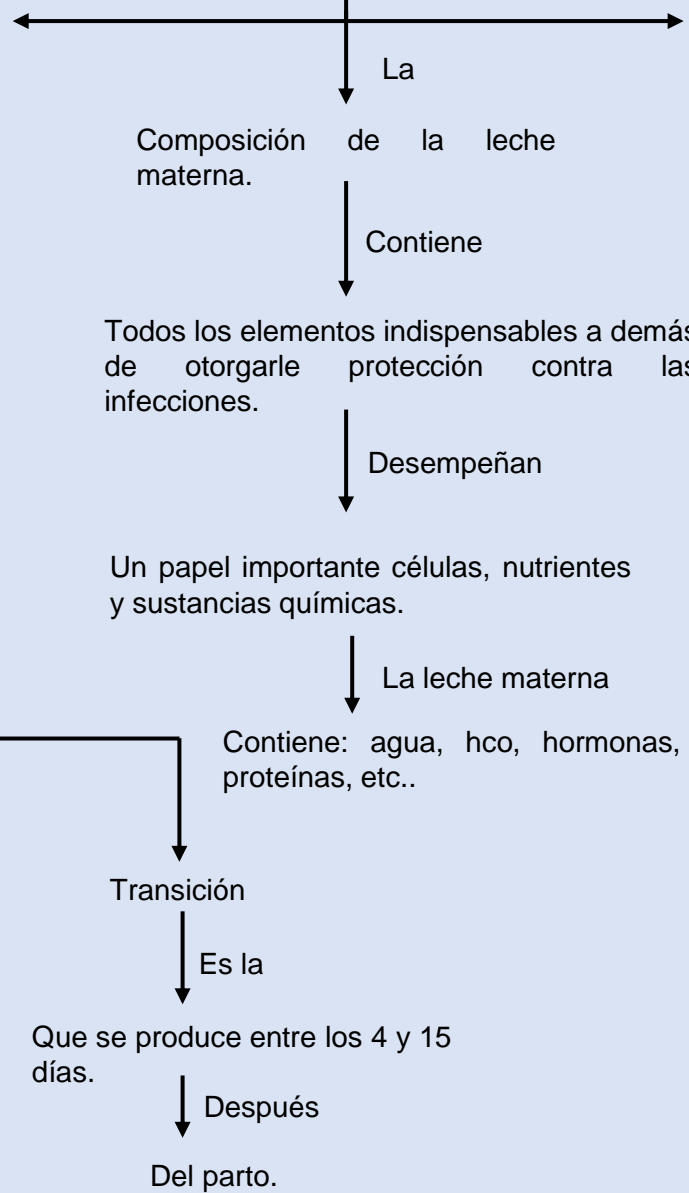 La
Composición de la leche
materna.
Contiene
Todos los elementos indispensables a demás
de otorgarle protección contra las
infecciones.
Desempeñan
Un papel importante células, nutrientes
y sustancias químicas.
La leche materna
Contiene: agua, hco, hormonas,
proteínas, etc..
Transición
Es la
Que se produce entre los 4 y 15
días.
Después
Del parto.